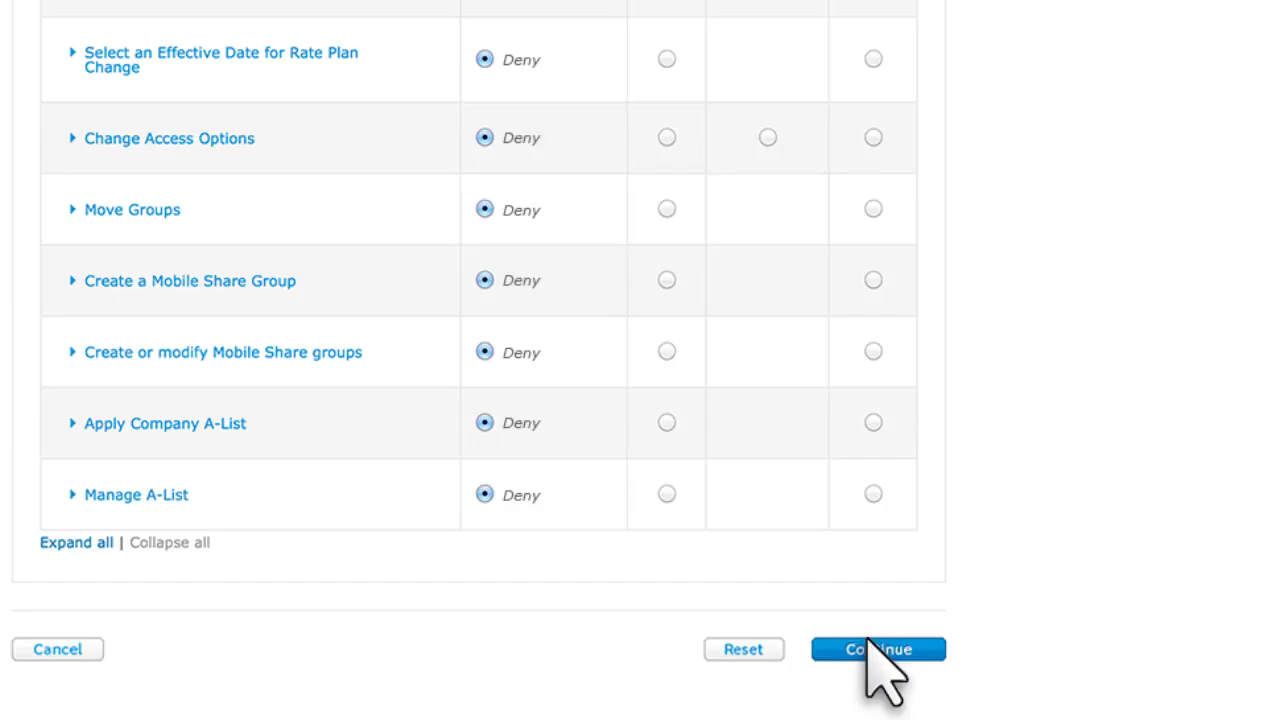 Select an Effective Date for Rate Plan
Change
Deny
Change Access Options
Deny
Move Groups
Deny
Create a Mobile Share Group
Deny
Create or modify Mobile Share groups
Deny
Apply Company A-List
Deny
Manage A-List
Deny
Expand all | Collapse all
Cancel
Reset
Continue